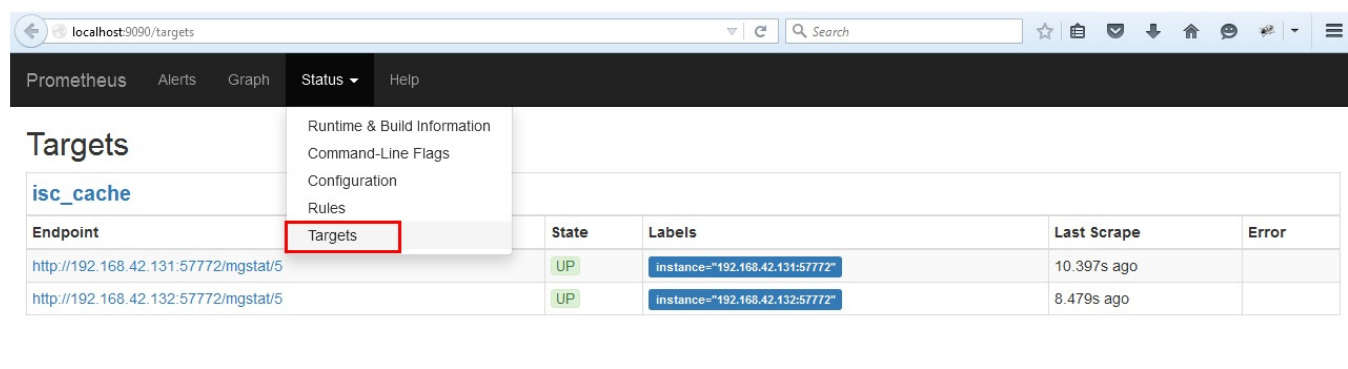 localhost:9090/targets
Search
Prometheus Alerts Graph Status Help
Runtime & Build Information
Command-Line Flags
Configuration
Rules
Targets
Targets
isc_cache
Endpoint State Labels Last Scrape Error
http://192.168.42.131:57772/mgstat/5 UP instance="192.168.42.131:57772" 10.397s ago
http://192.168.42.132:57772/mgstat/5 UP instance="192.168.42.132:57772" 8.479s ago